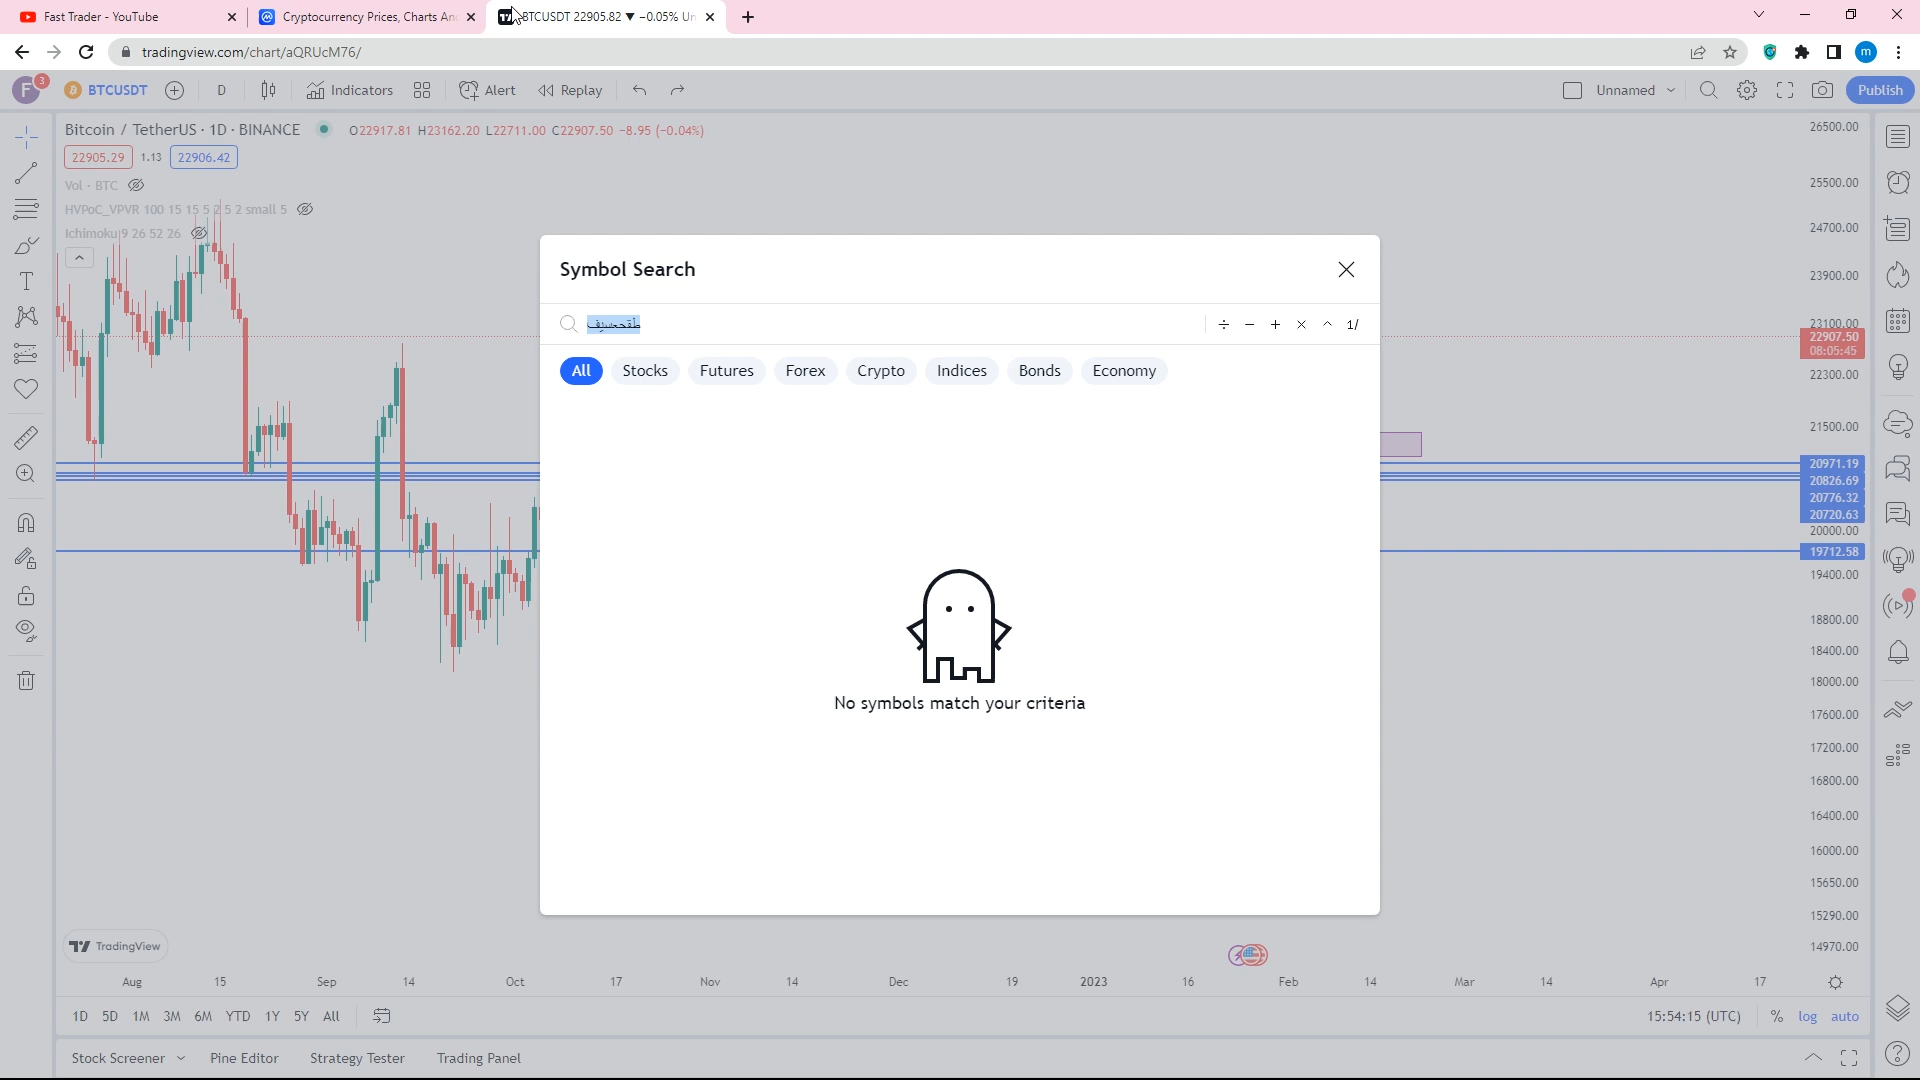 Fast Trader - YouTube
Cryptocurrency Prices, Charts An
BTCUSDT 22905.82 ▼ −0.05% Un
tradingview.com/chart/aQRUcM76/
m
F 3
BTCUSDT
D
Indicators
Alert
Replay
Unnamed
Publish
Bitcoin / TetherUS · 1D · BINANCE
O22917.81 H23162.20 L22711.00 C22907.50 −8.95 (−0.04%)
22905.29 1.13 22906.42
Vol · BTC
HVPoC_VPVR 100 15 15 5 2 5 2 small 5
Ichimoku 9 26 52 26
Symbol Search
÷ − + × ^ 1/
All Stocks Futures Forex Crypto Indices Bonds Economy
No symbols match your criteria
26500.00
25500.00
24700.00
23900.00
23100.00
22907.50
08:05:45
22300.00
21500.00
20971.19
20826.69
20776.32
20720.63
20000.00
19712.58
19400.00
18800.00
18400.00
18000.00
17600.00
17200.00
16800.00
16400.00
16000.00
15650.00
15290.00
14970.00
TradingView
Aug 15 Sep 14 Oct 17 Nov 14 Dec 19 2023 16 Feb 14 Mar 14 Apr 17
1D 5D 1M 3M 6M YTD 1Y 5Y All
15:54:15 (UTC) % log auto
Stock Screener Pine Editor Strategy Tester Trading Panel